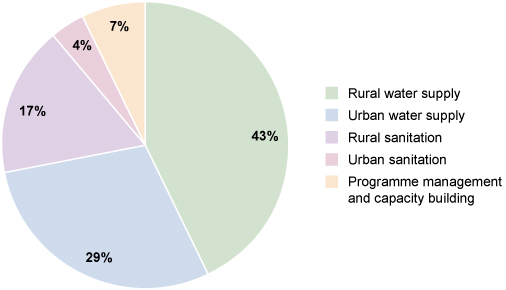 7%
4%
17%
43%
29%
Rural water supply
Urban water supply
Rural sanitation
Urban sanitation
Programme management
and capacity building